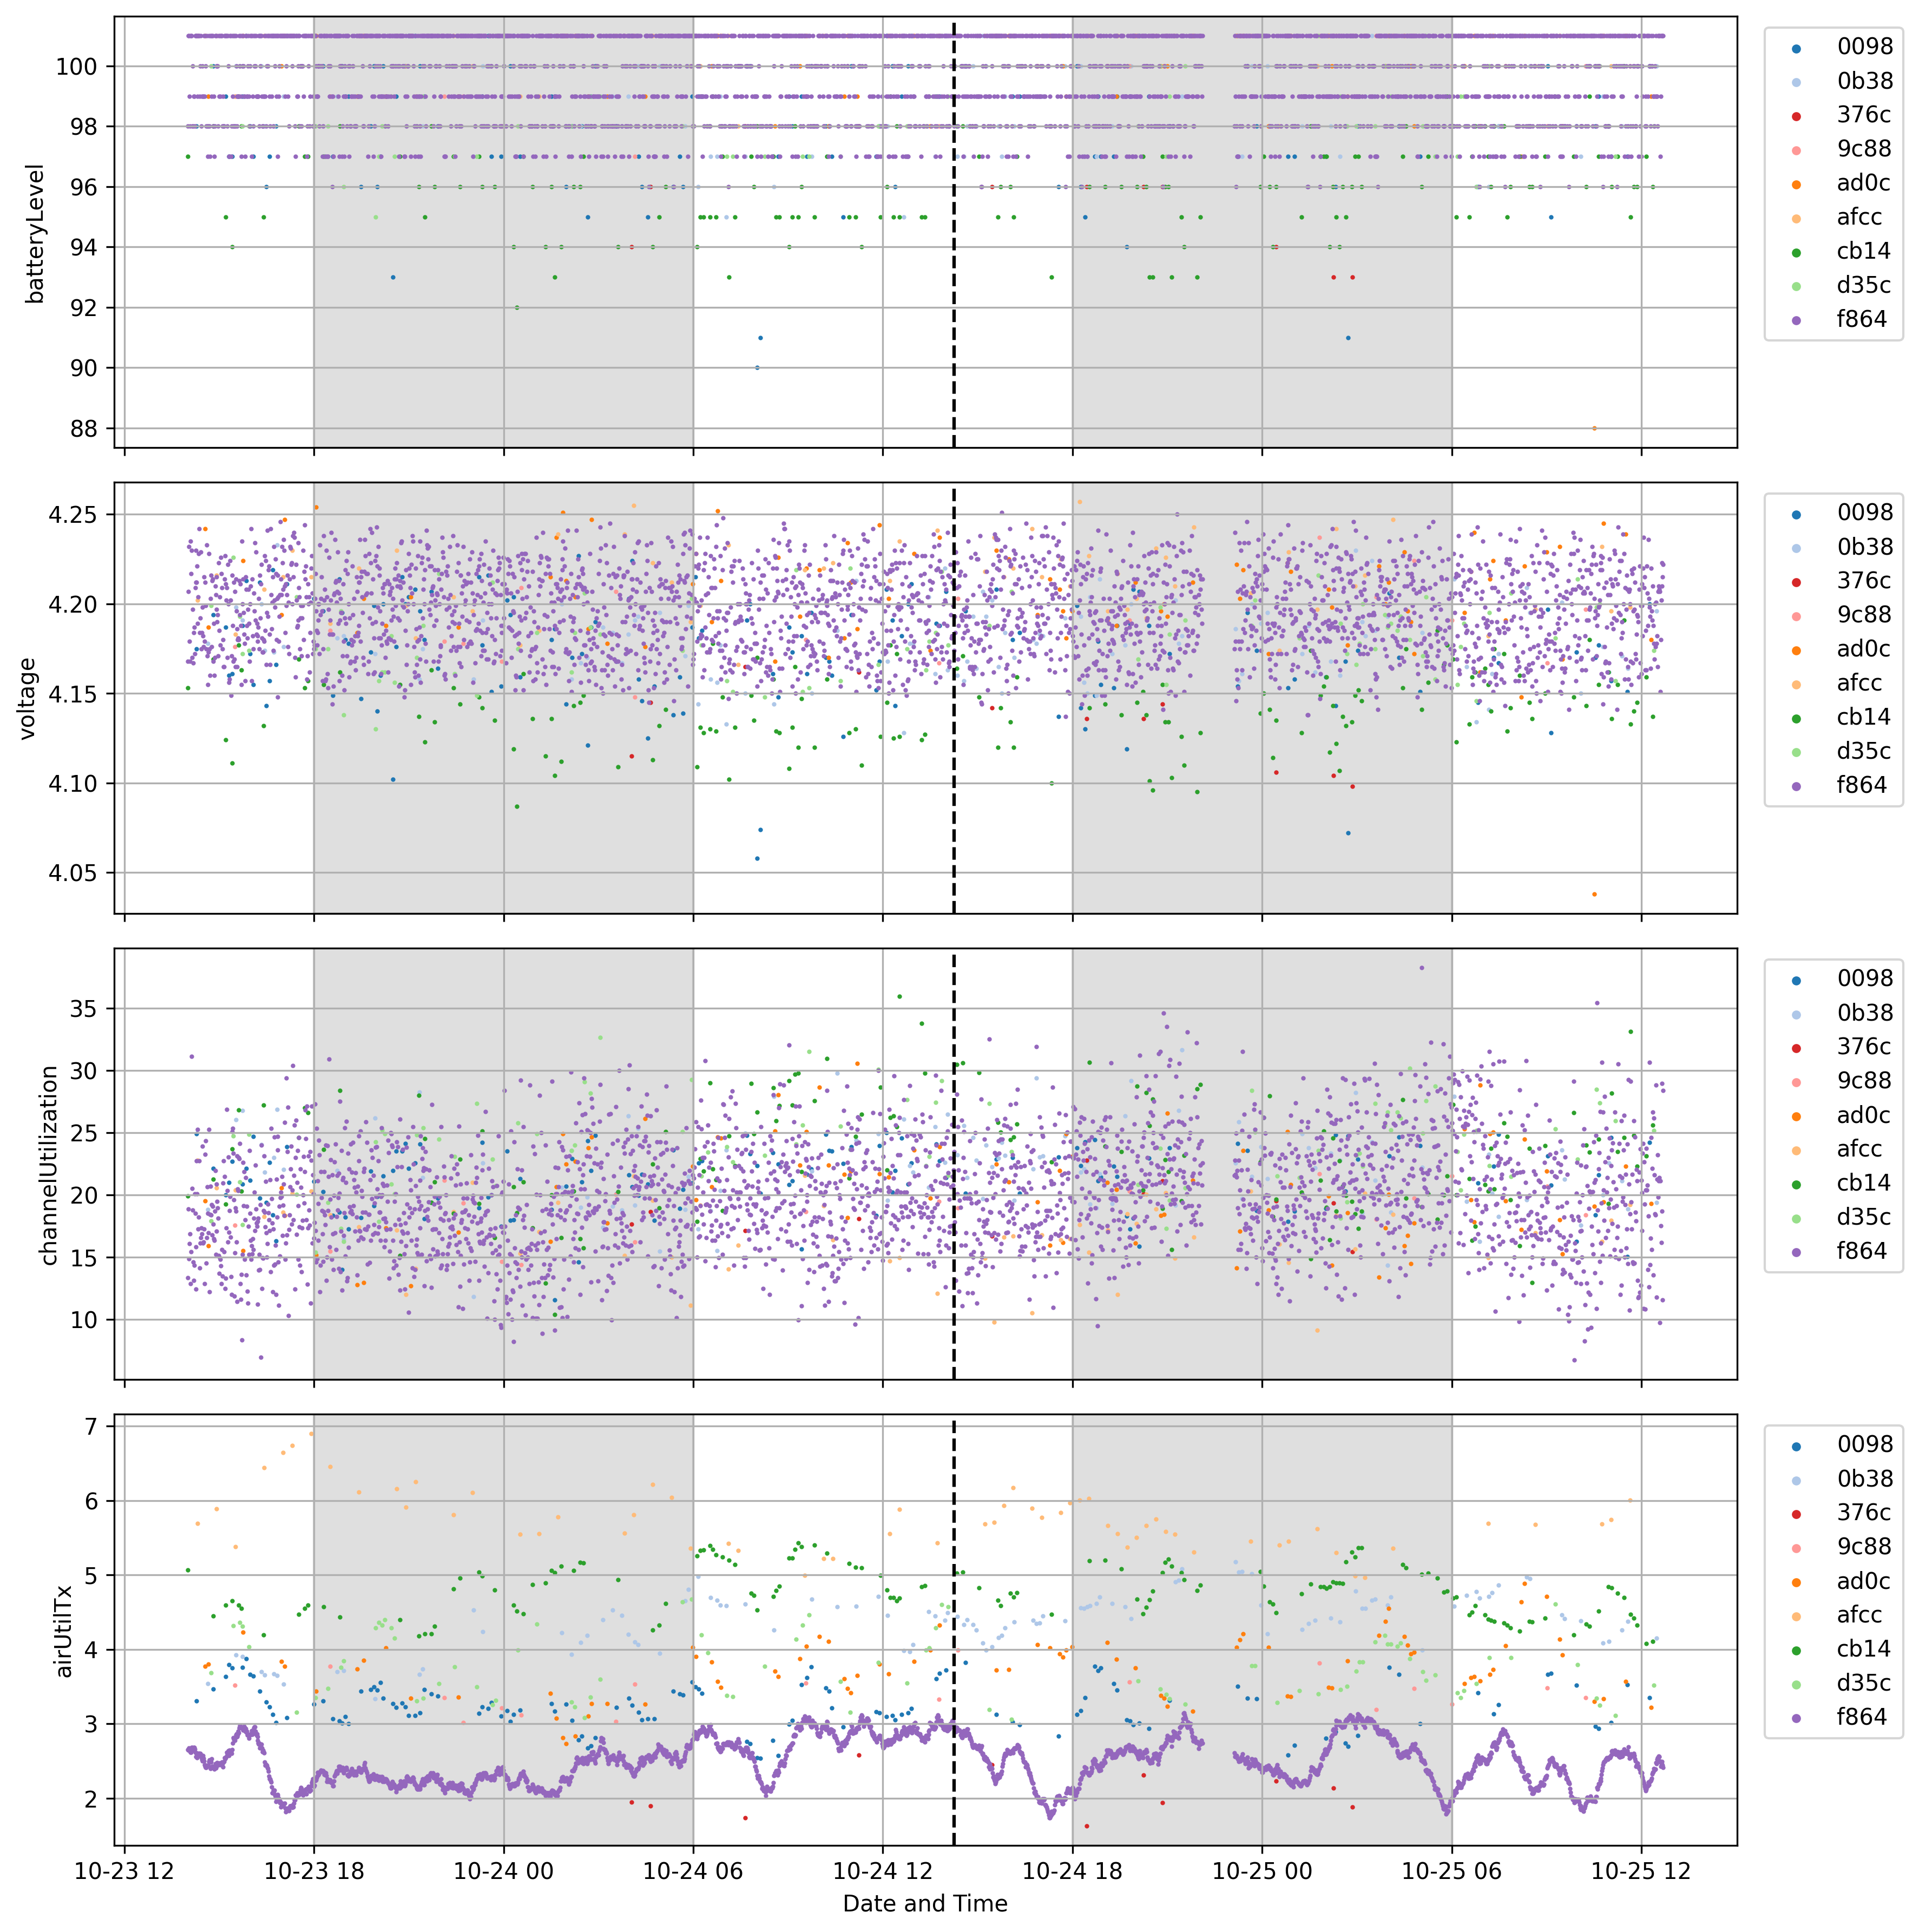 batteryLevel
100
98
96
94
92
90
88
0098
0b38
376c
9c88
ad0c
afcc
cb14
d35c
f864
voltage
4.25
4.20
4.15
4.10
4.05
0098
0b38
376c
9c88
ad0c
afcc
cb14
d35c
f864
channelUtilization
35
30
25
20
15
10
0098
0b38
376c
9c88
ad0c
afcc
cb14
d35c
f864
airUtilTx
7
6
5
4
3
2
0098
0b38
376c
9c88
ad0c
afcc
cb14
d35c
f864
10-23 12 10-23 18 10-24 00 10-24 06 10-24 12 10-24 18 10-25 00 10-25 06 10-25 12
Date and Time